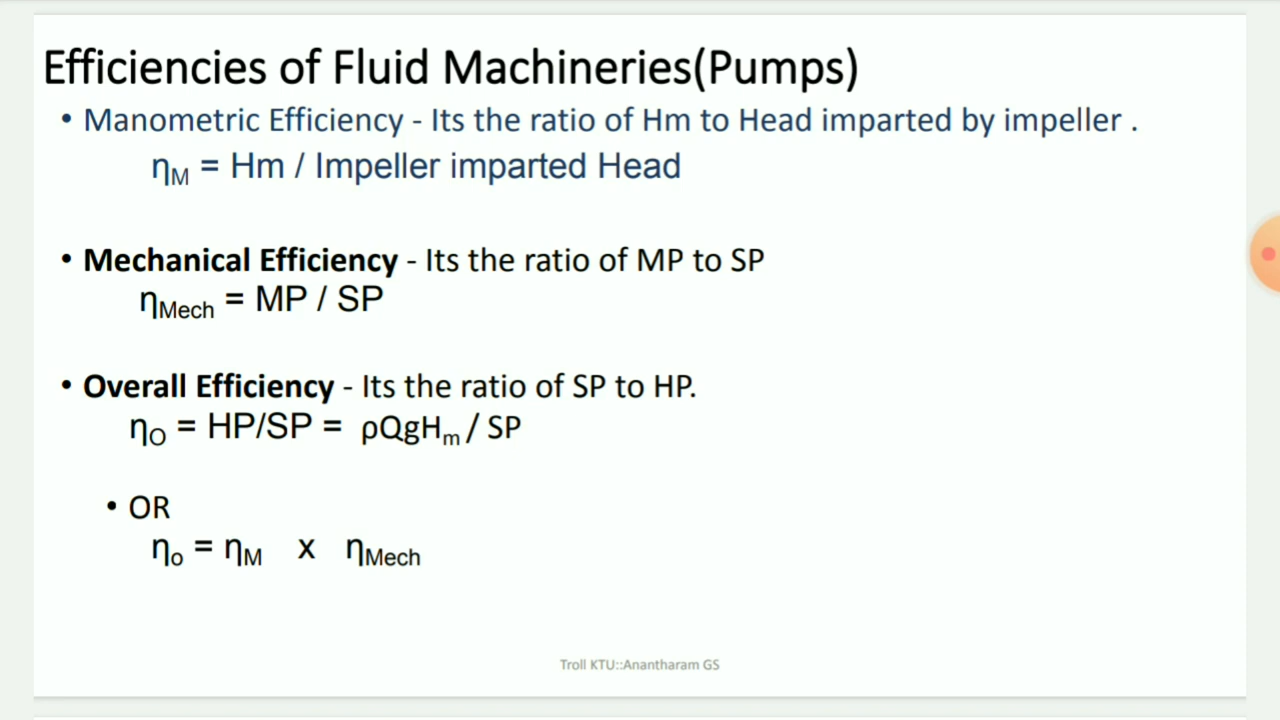 Efficiencies of Fluid Machineries(Pumps)
• Manometric Efficiency - Its the ratio of Hm to Head imparted by impeller .
ηM = Hm / Impeller imparted Head
• Mechanical Efficiency - Its the ratio of MP to SP
ηMech = MP / SP
• Overall Efficiency - Its the ratio of SP to HP.
ηO = HP/SP = ρQgHm / SP
• OR
ηo = ηM x ηMech
Troll KTU::Anantharam GS